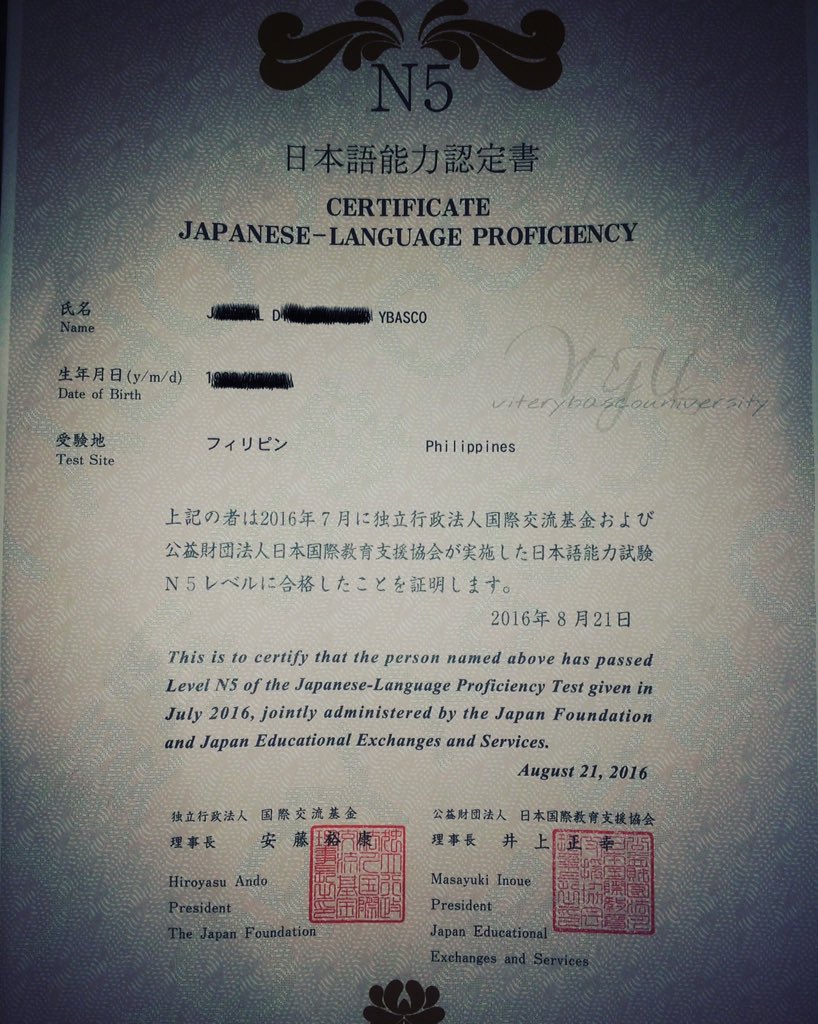 N5
日本語能力認定書
CERTIFICATE
JAPANESE-LANGUAGE PROFICIENCY
氏名
Name
J L D YBASCO
生年月日(y/m/d)
Date of Birth
1
VYU
viterybascouniversity
受験地
Test Site
フィリピン Philippines
上記の者は2016年7月に独立行政法人国際交流基金および
公益財団法人日本国際教育支援協会が実施した日本語能力試験
N5レベルに合格したことを証明します。
2016年8月21日
This is to certify that the person named above has passed
Level N5 of the Japanese-Language Proficiency Test given in
July 2016, jointly administered by the Japan Foundation
and Japan Educational Exchanges and Services.
August 21, 2016
独立行政法人 国際交流基金
理事長 安藤裕康
Hiroyasu Ando
President
The Japan Foundation
公益財団法人 日本国際教育支援協会
理事長 井上正幸
Masayuki Inoue
President
Japan Educational
Exchanges and Services